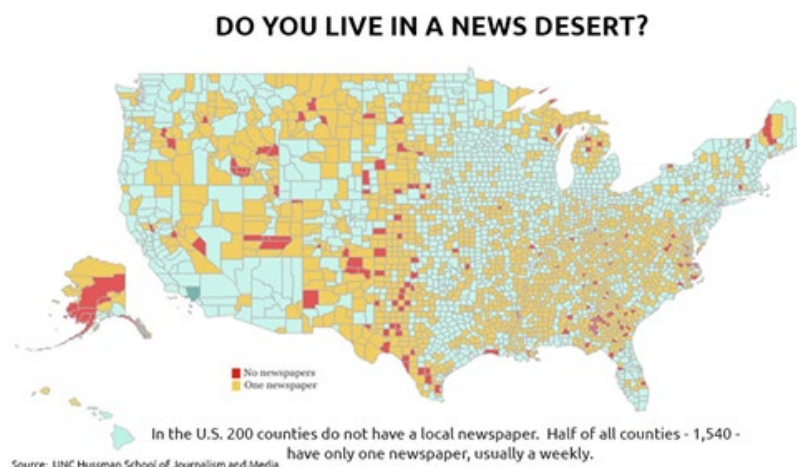 DO YOU LIVE IN A NEWS DESERT?
No newspapers
One newspaper
In the U.S. 200 counties do not have a local newspaper. Half of all counties - 1,540 -
have only one newspaper, usually a weekly.
Source: UNC Hussman School of Journalism and Media